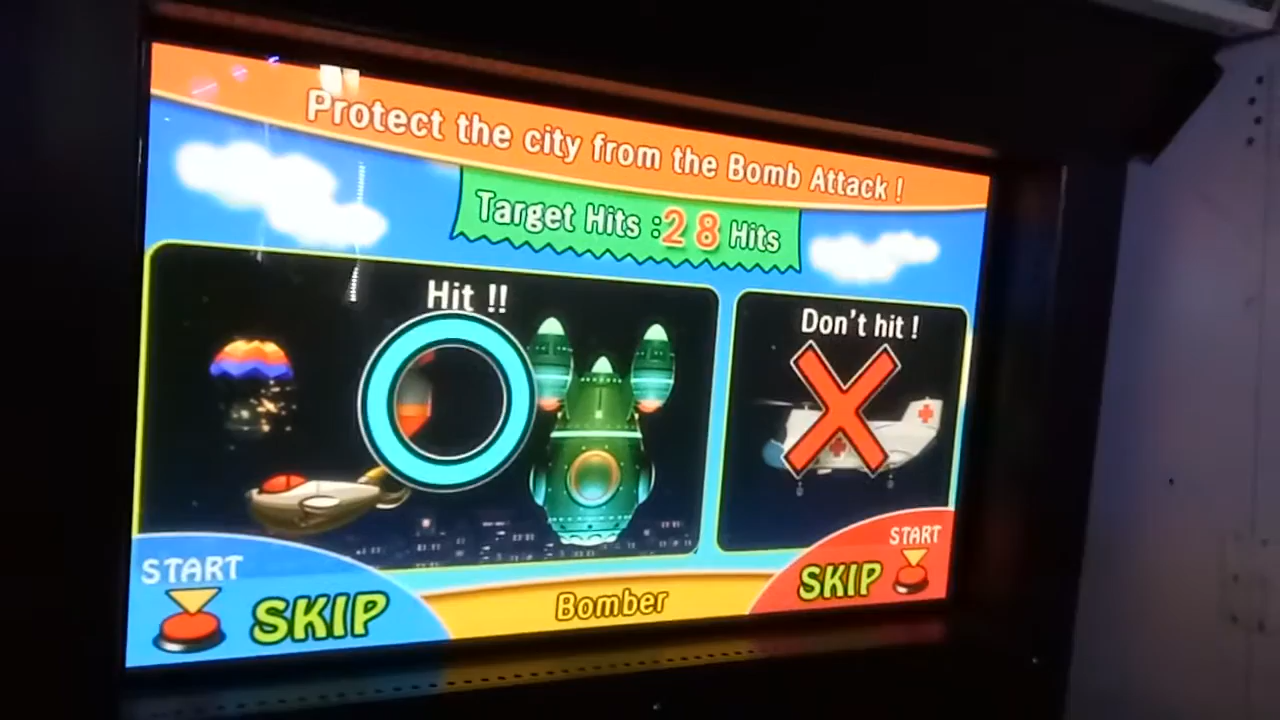 Protect the city from the Bomb Attack !
Target Hits :28 Hits
Hit !!
Don't hit !
START
SKIP
Bomber
START
SKIP